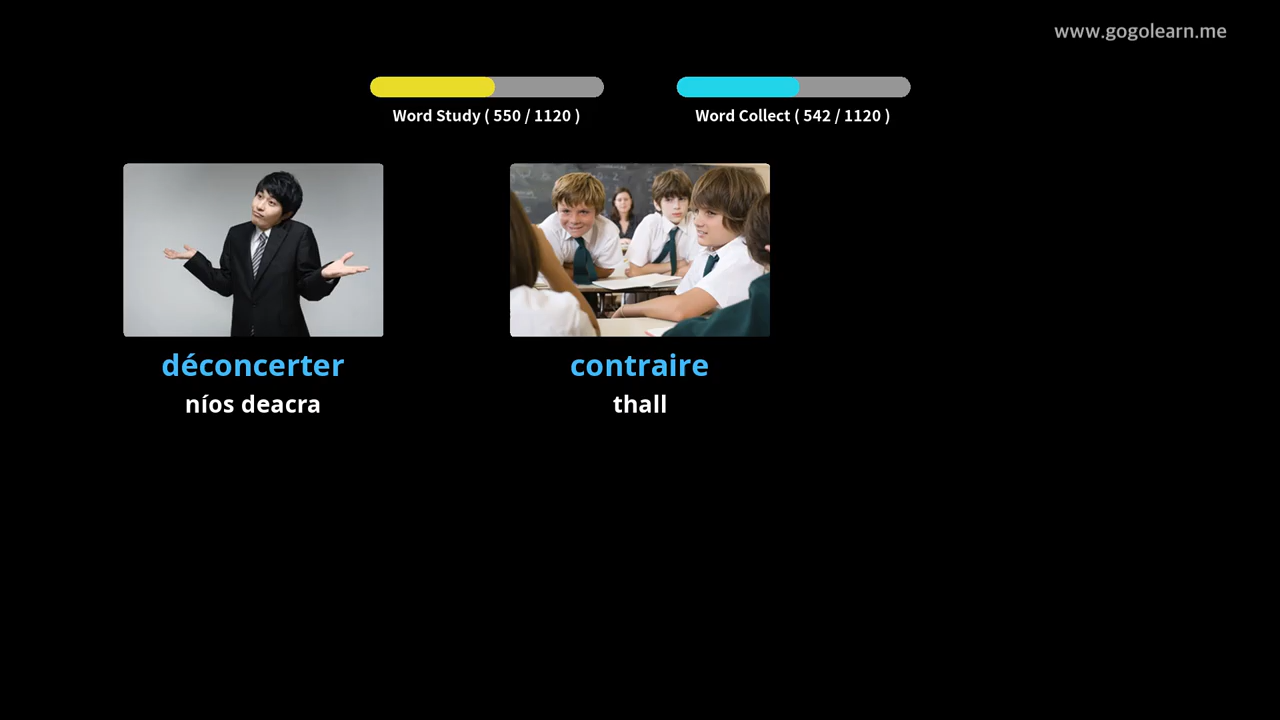 www.gogolearn.me
Word Study ( 550 / 1120 )
Word Collect ( 542 / 1120 )
déconcerter
contraire
níos deacra
thall